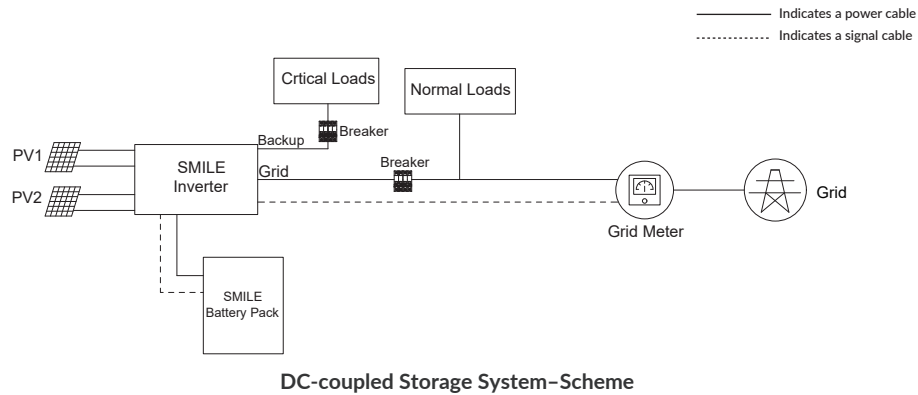 Indicates a power cable
Indicates a signal cable
Crtical Loads
Normal Loads
Breaker
Backup
PV1
SMILE
Inverter
Grid
Breaker
PV2
Grid
Grid Meter
SMILE
Battery Pack
DC-coupled Storage System–Scheme